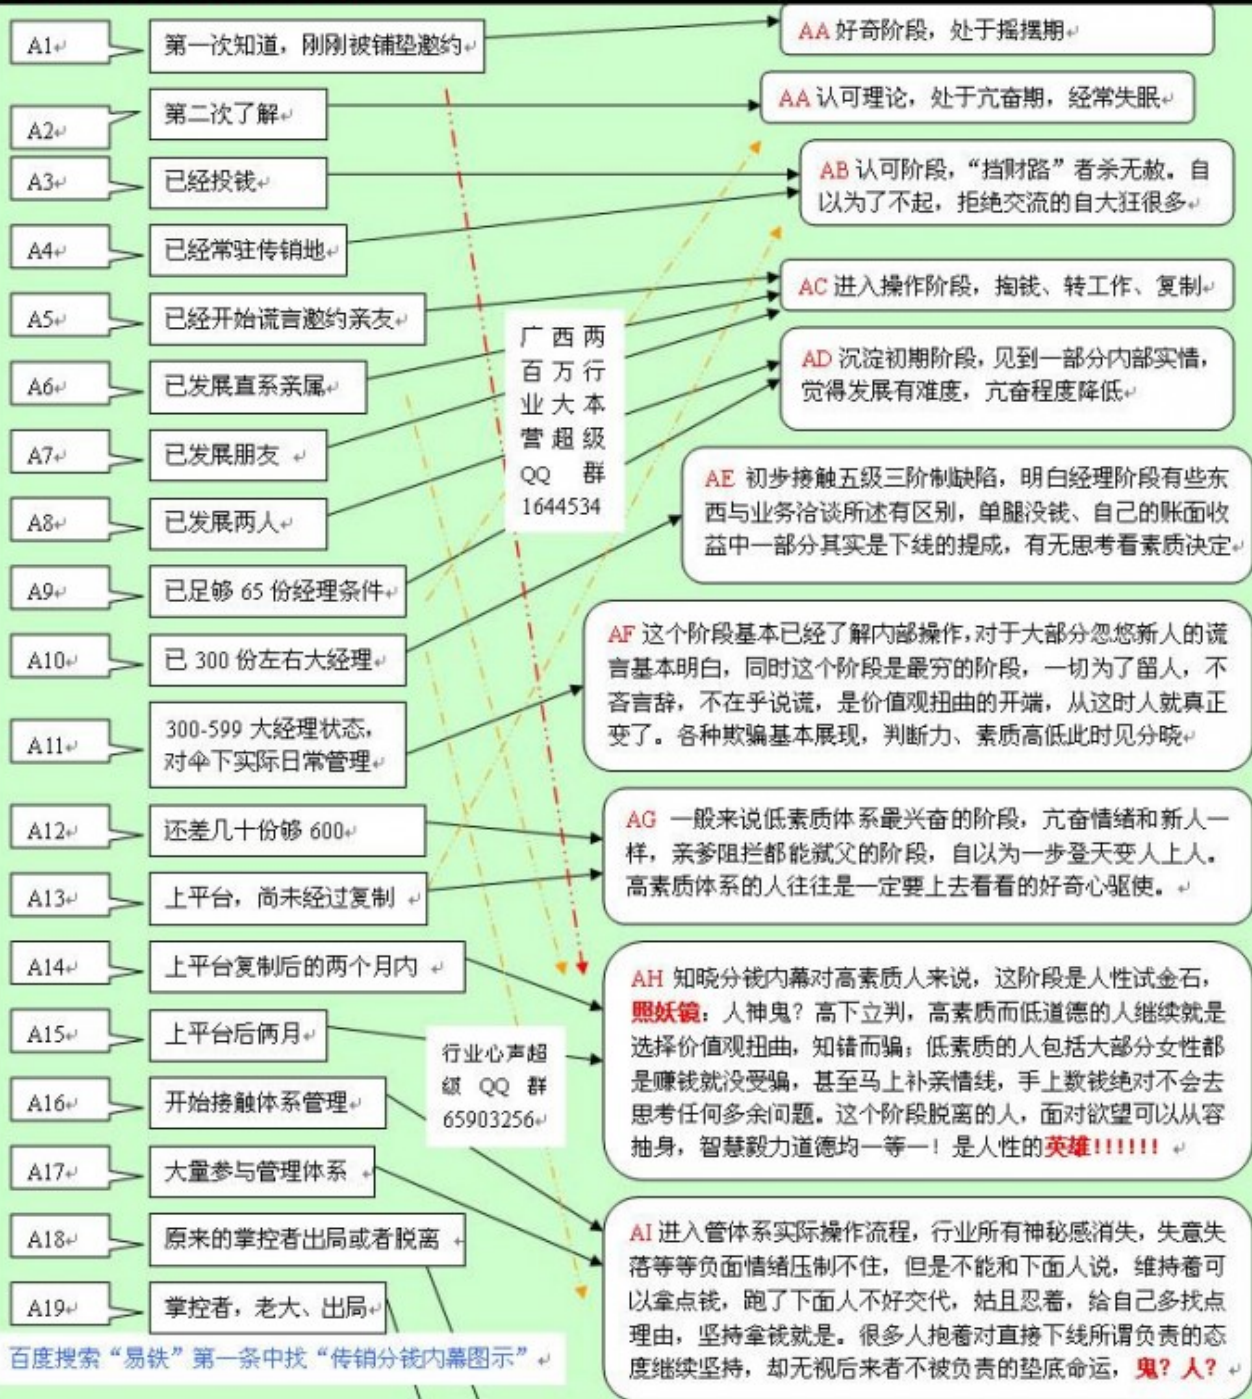 A1
第一次知道，刚刚被铺垫邀约
AA 好奇阶段，处于摇摆期
A2
第二次了解
AA 认可理论，处于亢奋期，经常失眠
A3
已经投钱
AB 认可阶段，“挡财路”者杀无赦。自
以为了不起，拒绝交流的自大狂很多
A4
已经常驻传销地
A5
已经开始谎言邀约亲友
AC 进入操作阶段，掏钱、转工作、复制
A6
已发展直系亲属
AD 沉淀初期阶段，见到一部分内部实情，
觉得发展有难度，亢奋程度降低
A7
已发展朋友
A8
已发展两人
广西两
百万行
业大本
营超级
QQ 群
1644534
AE 初步接触五级三阶制缺陷，明白经理阶段有些东
西与业务洽谈所述有区别，单腿没钱、自己的账面收
益中一部分其实是下线的提成，有无思考看素质决定
A9
已足够 65 份经理条件
A10
已 300 份左右大经理
AF 这个阶段基本已经了解内部操作，对于大部分忽悠新人的谎
言基本明白，同时这个阶段是最穷的阶段，一切为了留人，不
吝言辞，不在乎说谎，是价值观扭曲的开端，从这时人就真正
变了。各种欺骗基本展现，判断力、素质高低此时见分晓
A11
300-599 大经理状态，
对伞下实际日常管理
A12
还差几十份够 600
AG 一般来说低素质体系最兴奋的阶段，亢奋情绪和新人一
样，亲爹阻拦都能弑父的阶段，自以为一步登天变人上人。
高素质体系的人往往是一定要上去看看的好奇心驱使。
A13
上平台，尚未经过复制
A14
上平台复制后的两个月内
AH 知晓分钱内幕对高素质人来说，这阶段是人性试金石，
照妖镜：人神鬼？高下立判，高素质而低道德的人继续就是
选择价值观扭曲，知错而骗；低素质的人包括大部分女性都
是赚钱就没受骗，甚至马上补亲情线，手上数钱绝对不会去
思考任何多余问题。这个阶段脱离的人，面对欲望可以从容
抽身，智慧毅力道德均一等一！是人性的英雄！！！！！！
A15
上平台后俩月
行业心声超
级 QQ 群
65903256
A16
开始接触体系管理
A17
大量参与管理体系
AI 进入管体系实际操作流程，行业所有神秘感消失，失意失
落等等负面情绪压制不住，但是不能和下面人说，维持着可
以拿点钱，跑了下面人不好交代，姑且忍着，给自己多找点
理由，坚持拿钱就是。很多人抱着对直接下线所谓负责的态
度继续坚持，却无视后来者不被负责的垫底命运，鬼？人？
A18
原来的掌控者出局或者脱离
A19
掌控者，老大、出局
百度搜索“易铁”第一条中找“传销分钱内幕图示”